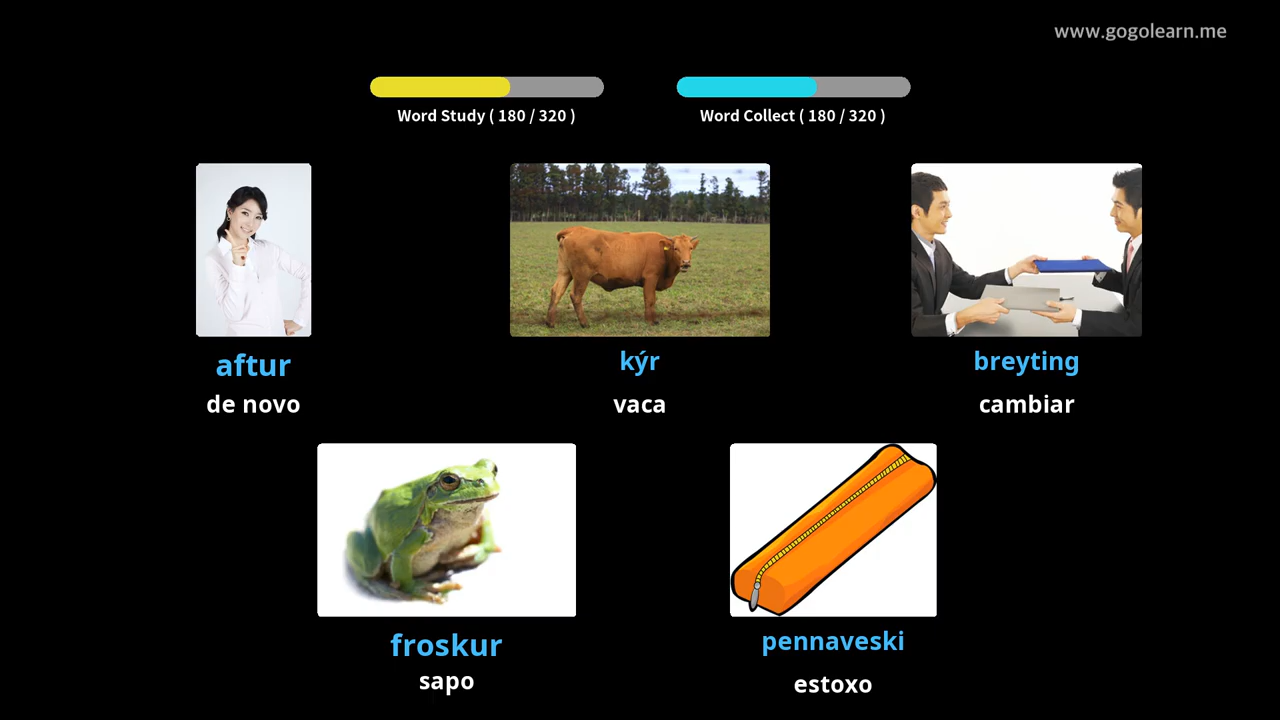 www.gogolearn.me
Word Study ( 180 / 320 )
Word Collect ( 180 / 320 )
aftur
de novo
kýr
vaca
breyting
cambiar
froskur
sapo
pennaveski
estoxo